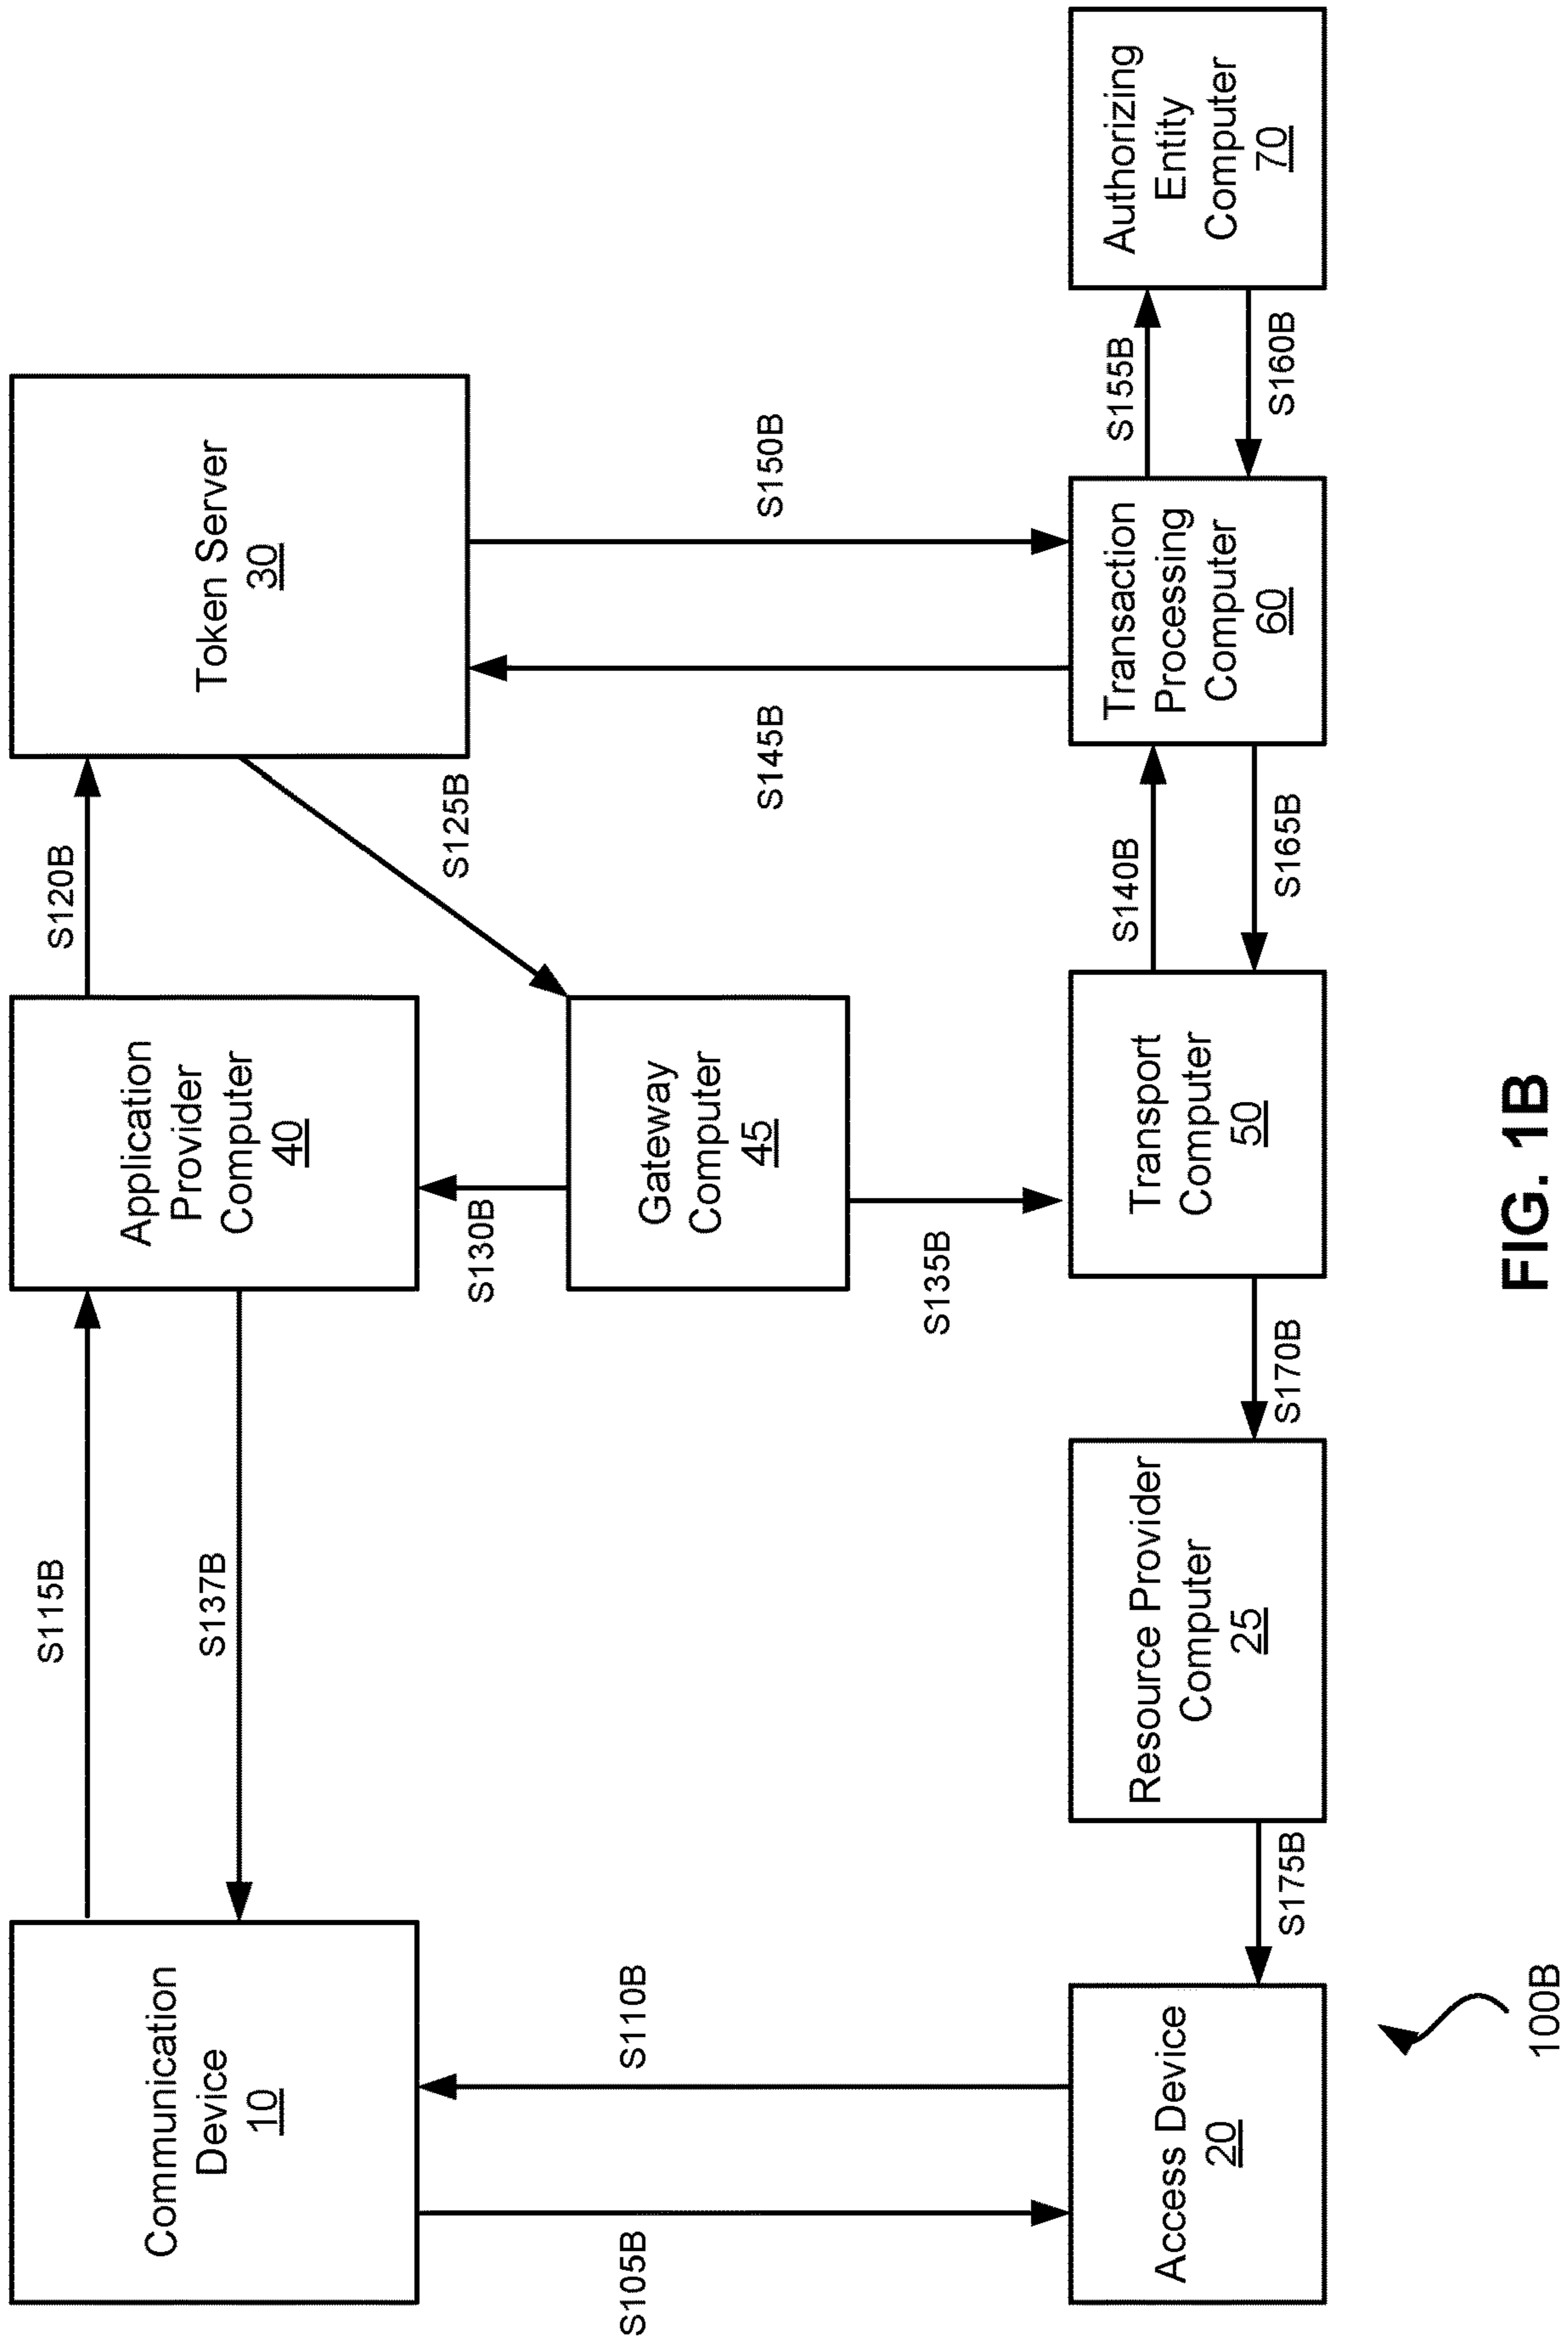 Communication
Device
10
S115B
S137B
Application
Provider
Computer
40
S120B
Token Server
30
S125B
S130B
Gateway
Computer
45
S135B
S105B
S110B
S145B
S150B
Access Device
20
S175B
Resource Provider
Computer
25
S170B
Transport
Computer
50
S140B
S165B
Transaction
Processing
Computer
60
S155B
S160B
Authorizing
Entity
Computer
70
100B
FIG. 1B